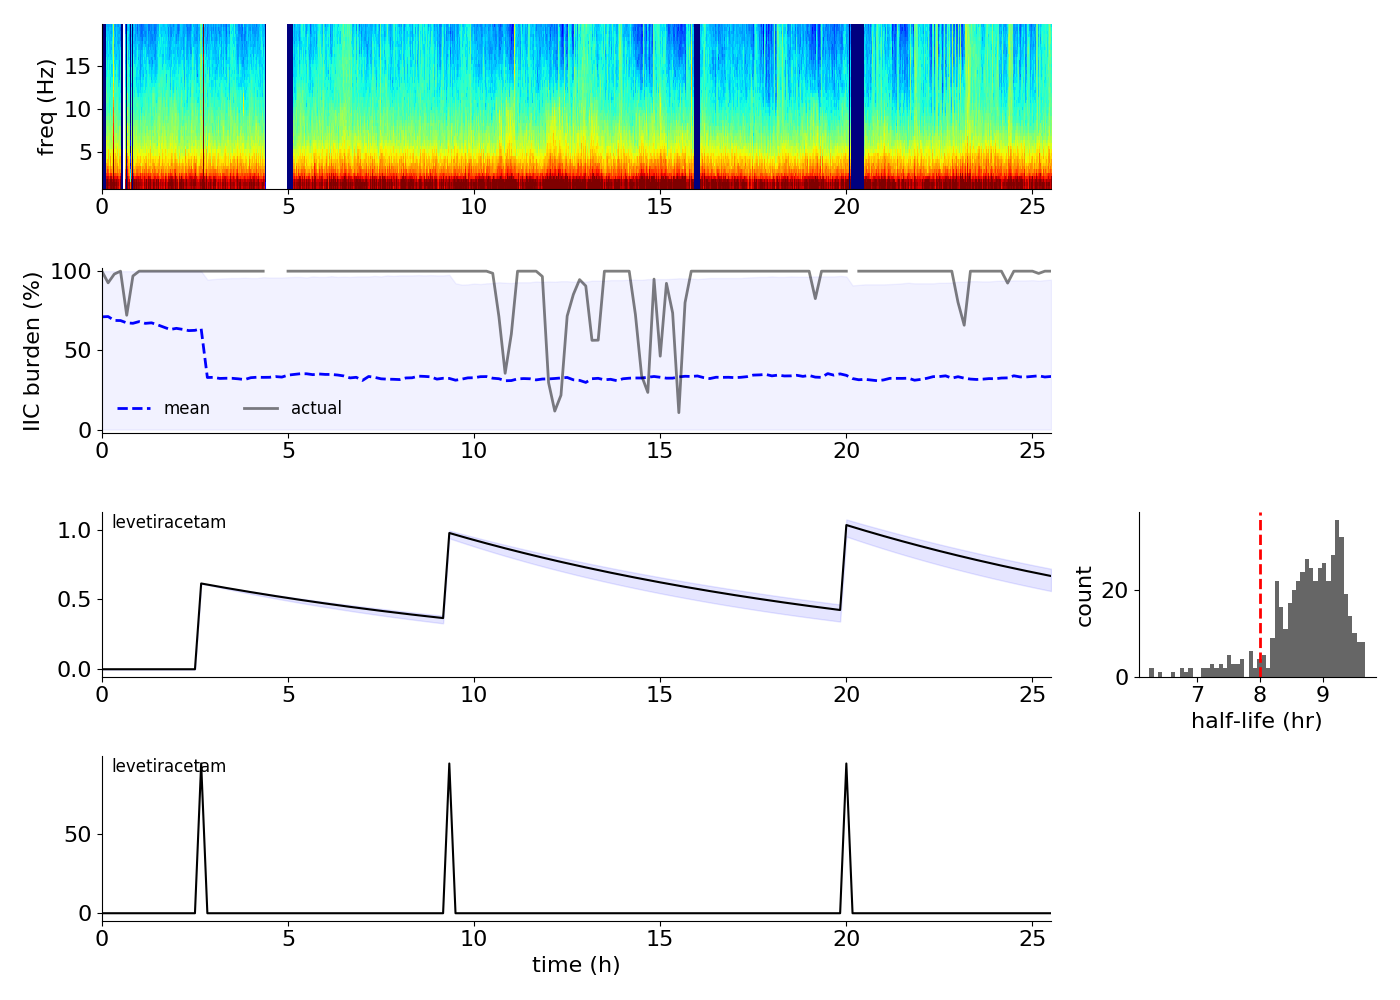 freq (Hz)
15
10
5
0 5 10 15 20 25
IIC burden (%)
100
50
0
mean actual
0 5 10 15 20 25
levetiracetam
1.0
0.5
0.0
0 5 10 15 20 25
count
20
0
7 8 9
half-life (hr)
levetiracetam
50
0
0 5 10 15 20 25
time (h)